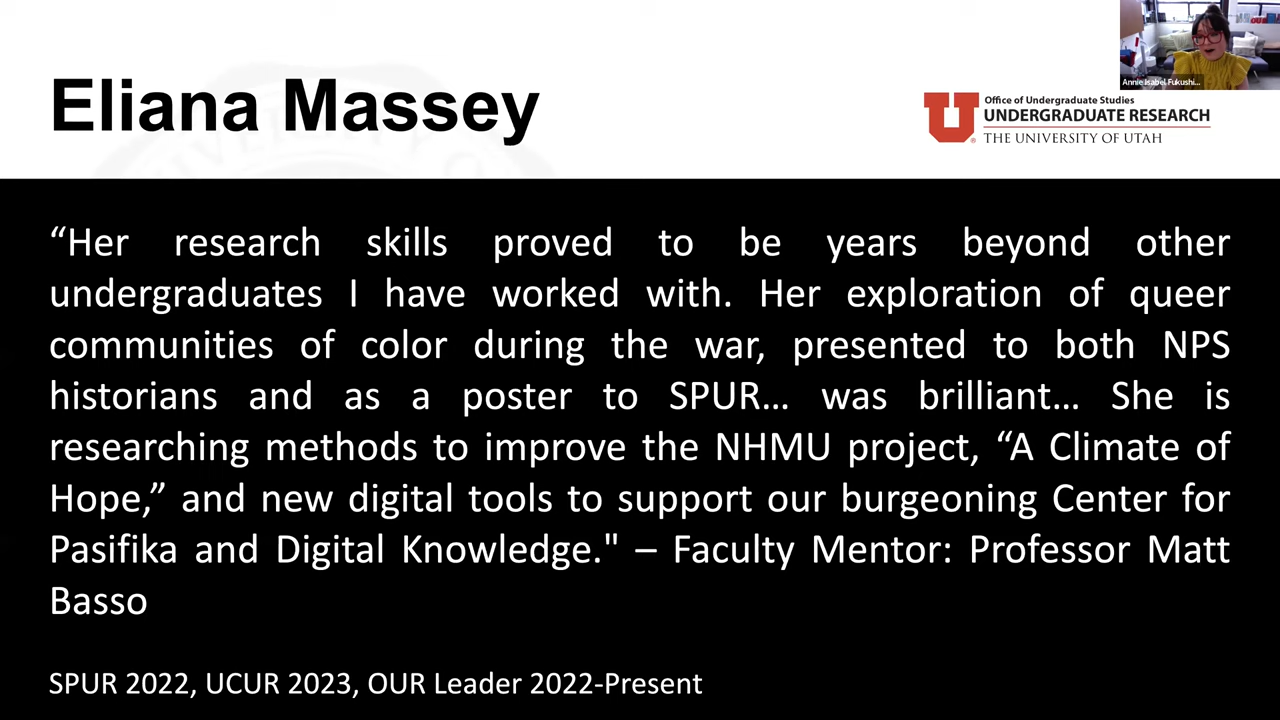 Eliana Massey
Annie Isabel Fukushi...
Office of Undergraduate Studies
UNDERGRADUATE RESEARCH
THE UNIVERSITY OF UTAH
“Her research skills proved to be years beyond other
undergraduates I have worked with. Her exploration of queer
communities of color during the war, presented to both NPS
historians and as a poster to SPUR… was brilliant… She is
researching methods to improve the NHMU project, “A Climate of
Hope,” and new digital tools to support our burgeoning Center for
Pasifika and Digital Knowledge." – Faculty Mentor: Professor Matt
Basso
SPUR 2022, UCUR 2023, OUR Leader 2022-Present